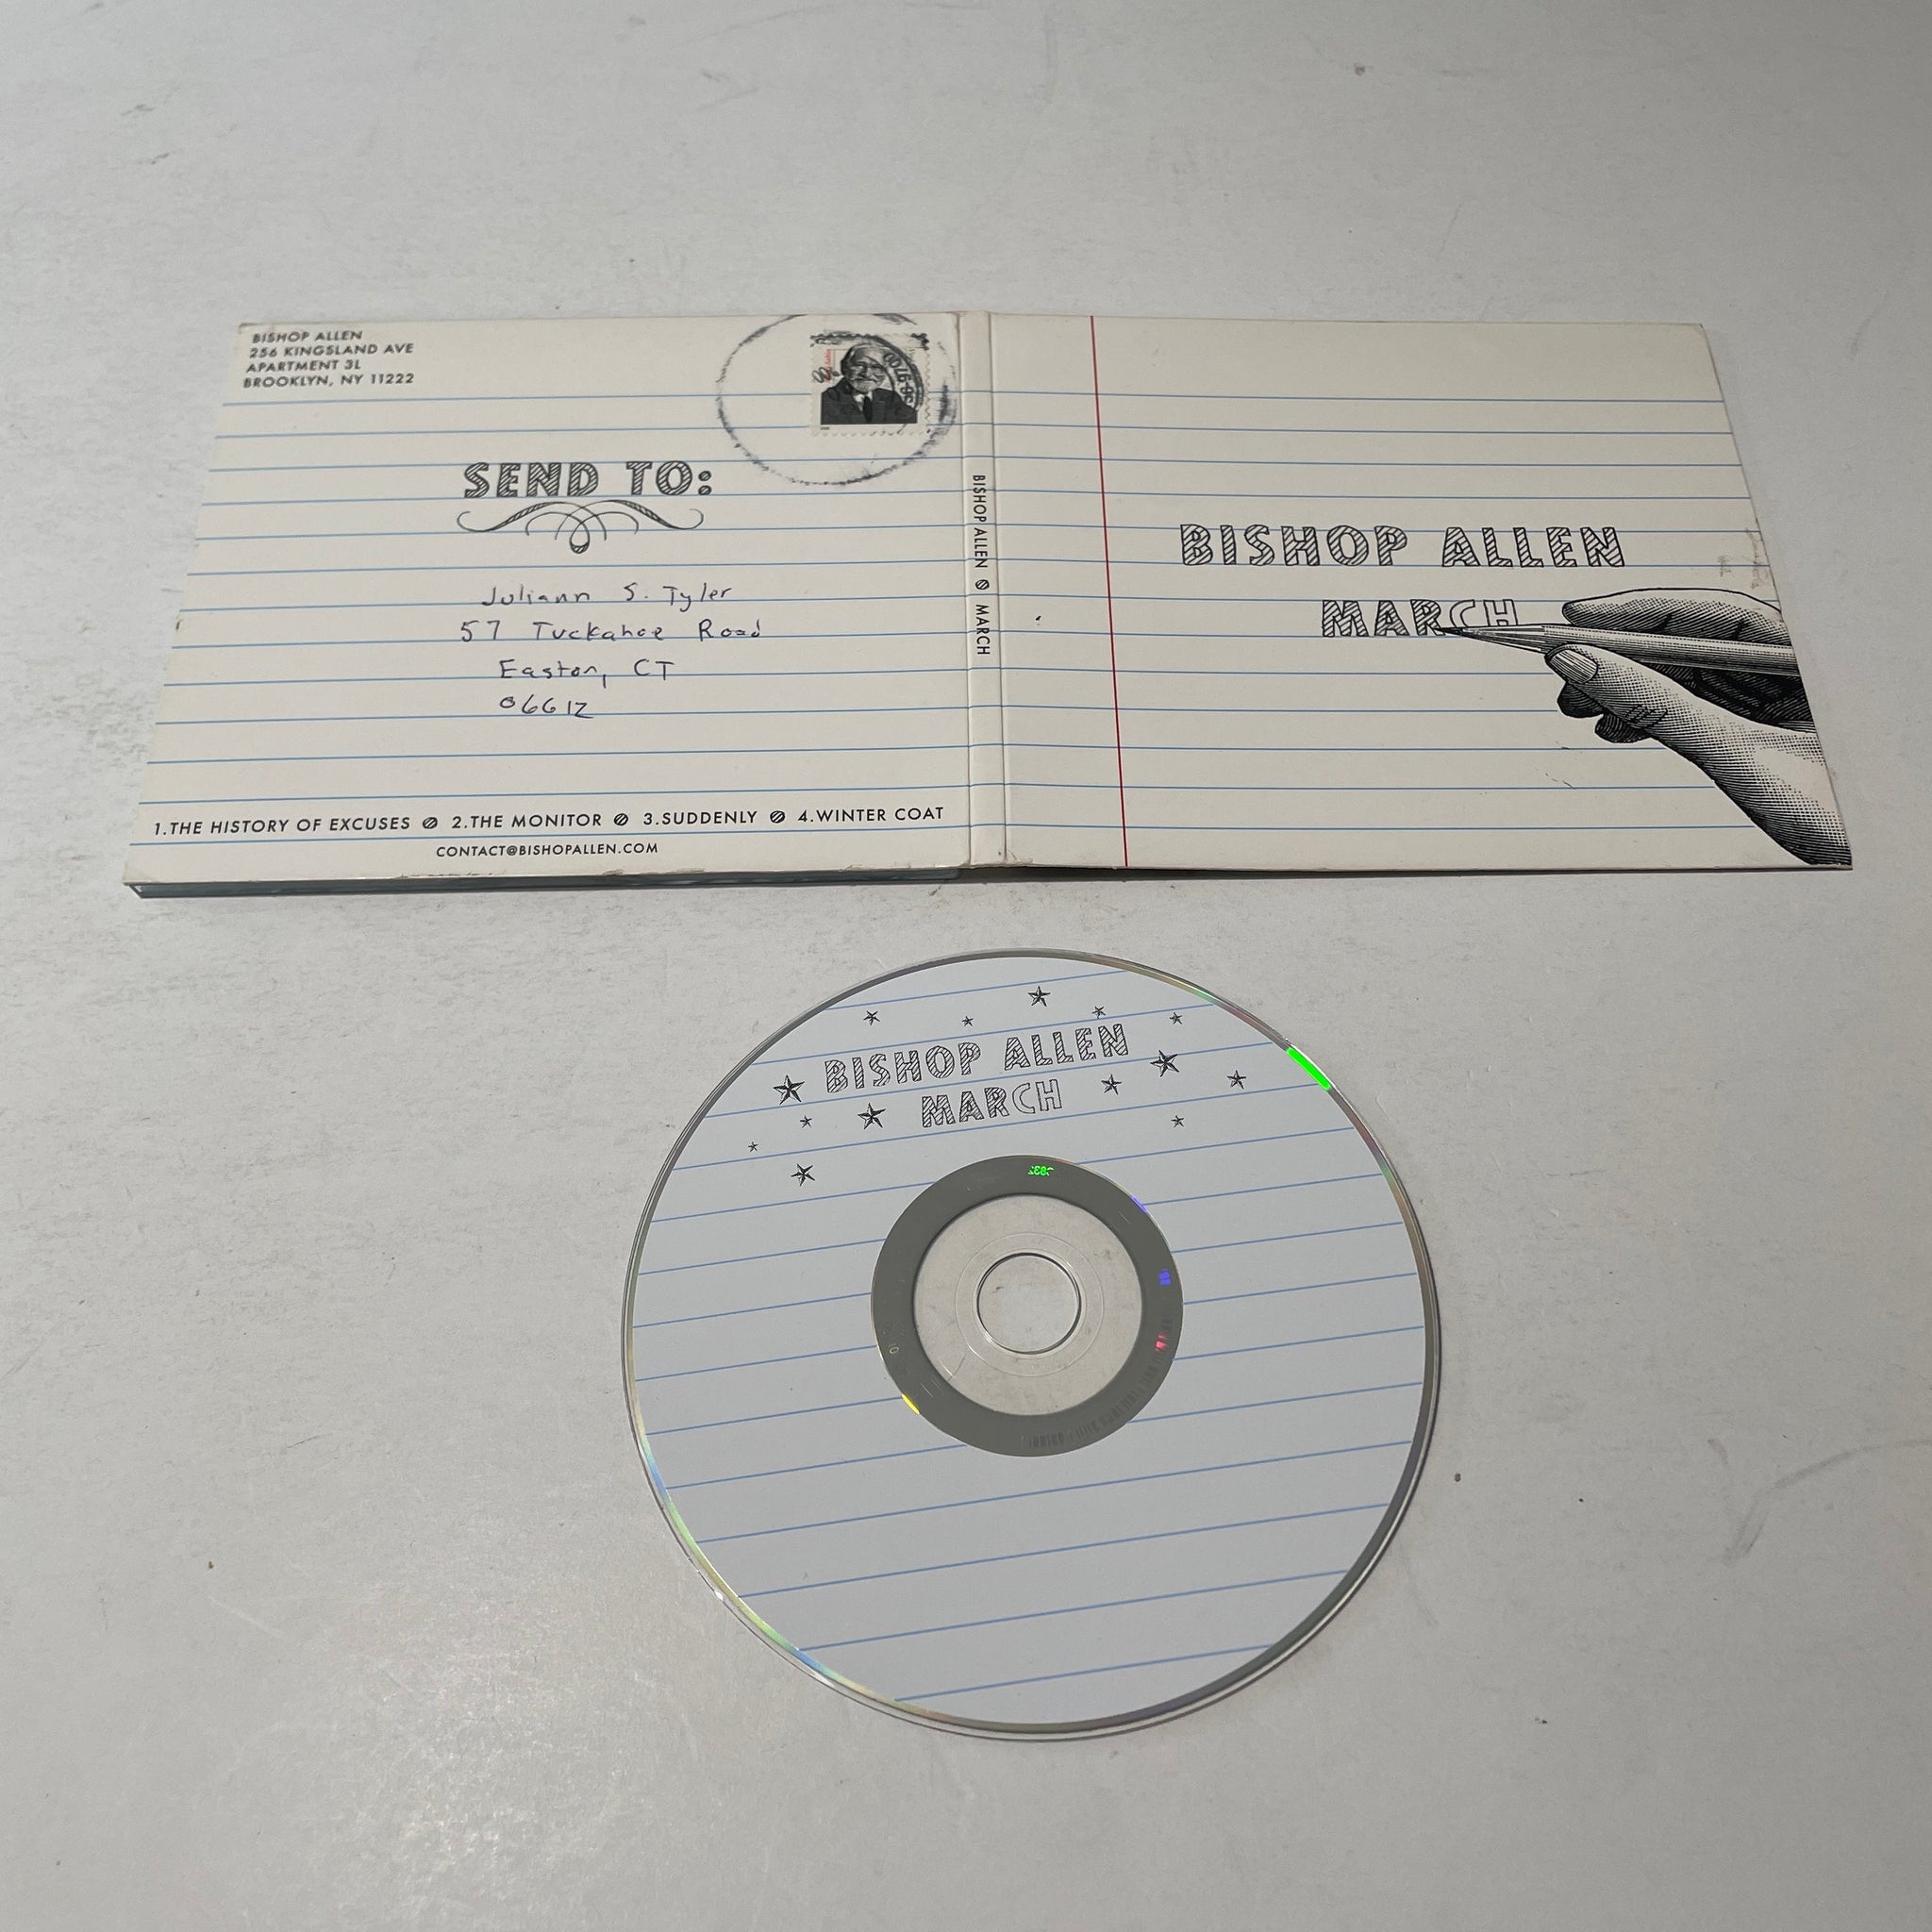 BISHOP ALLEN
256 KINGSLAND AVE
APARTMENT 3L
BROOKLYN, NY 11222
SEND TO:
Juliann S. Tyler
57 Tuckahoe Road
Easton, CT
06612
1.THE HISTORY OF EXCUSES 2.THE MONITOR 3.SUDDENLY 4.WINTER COAT
CONTACT@BISHOPALLEN.COM
BISHOP ALLEN MARCH
BISHOP ALLEN
MARCH
BISHOP ALLEN
MARCH